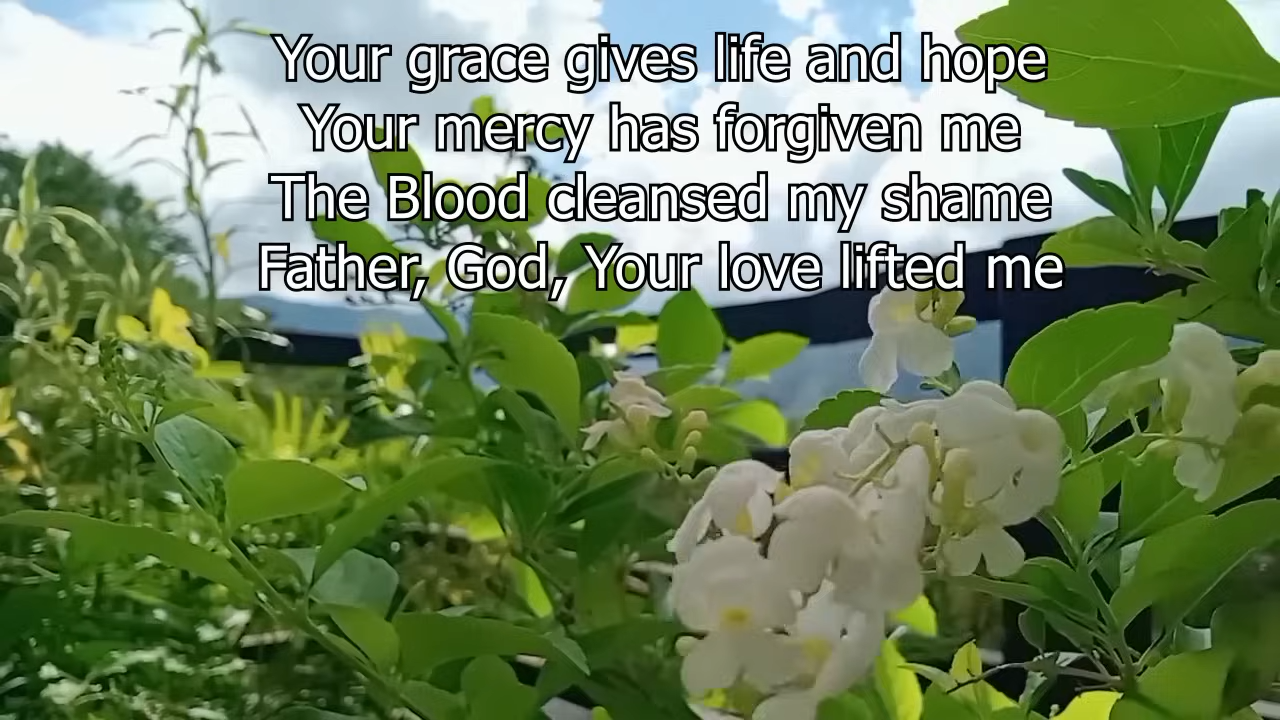 Your grace gives life and hope
Your mercy has forgiven me
The Blood cleansed my shame
Father, God, Your love lifted me